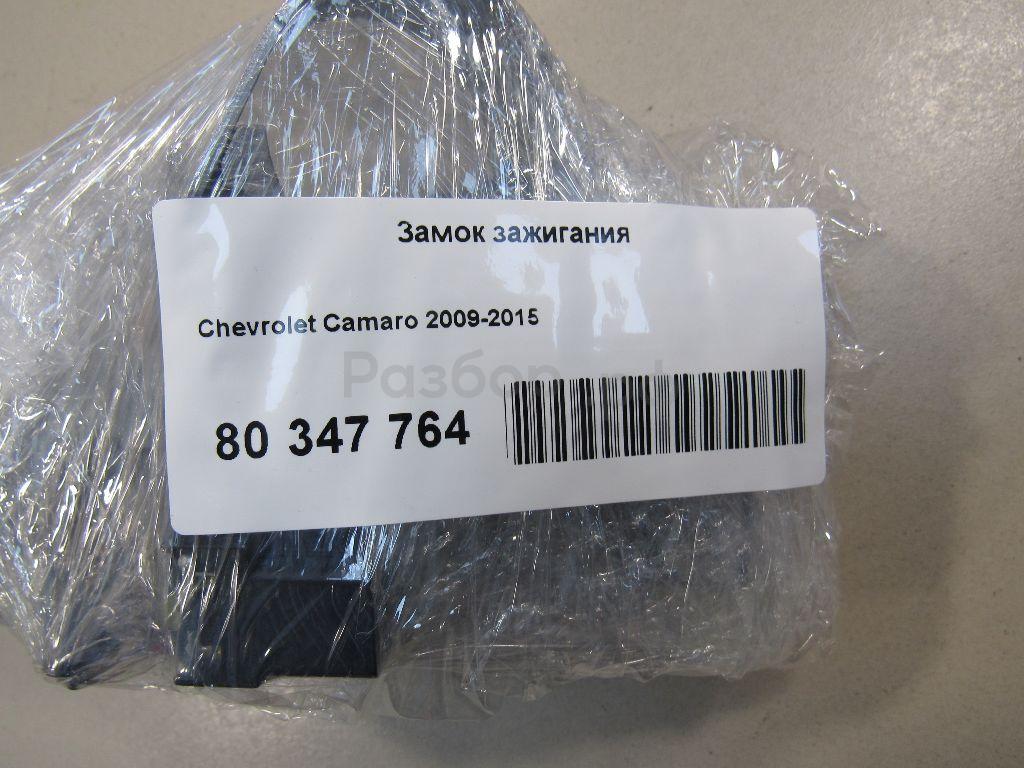 Замок зажигания
Chevrolet Camaro 2009-2015
80 347 764